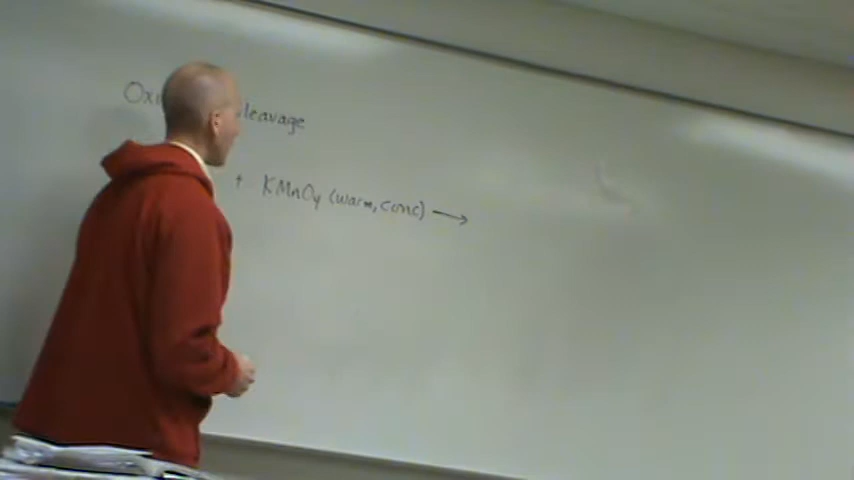 Oxi leavage
+ KMnO4 (warm, conc) →